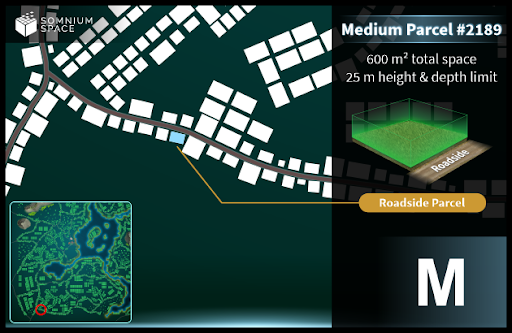 SOMNIUM
SPACE
Medium Parcel #2189
600 m² total space
25 m height & depth limit
Roadside
Roadside Parcel
M